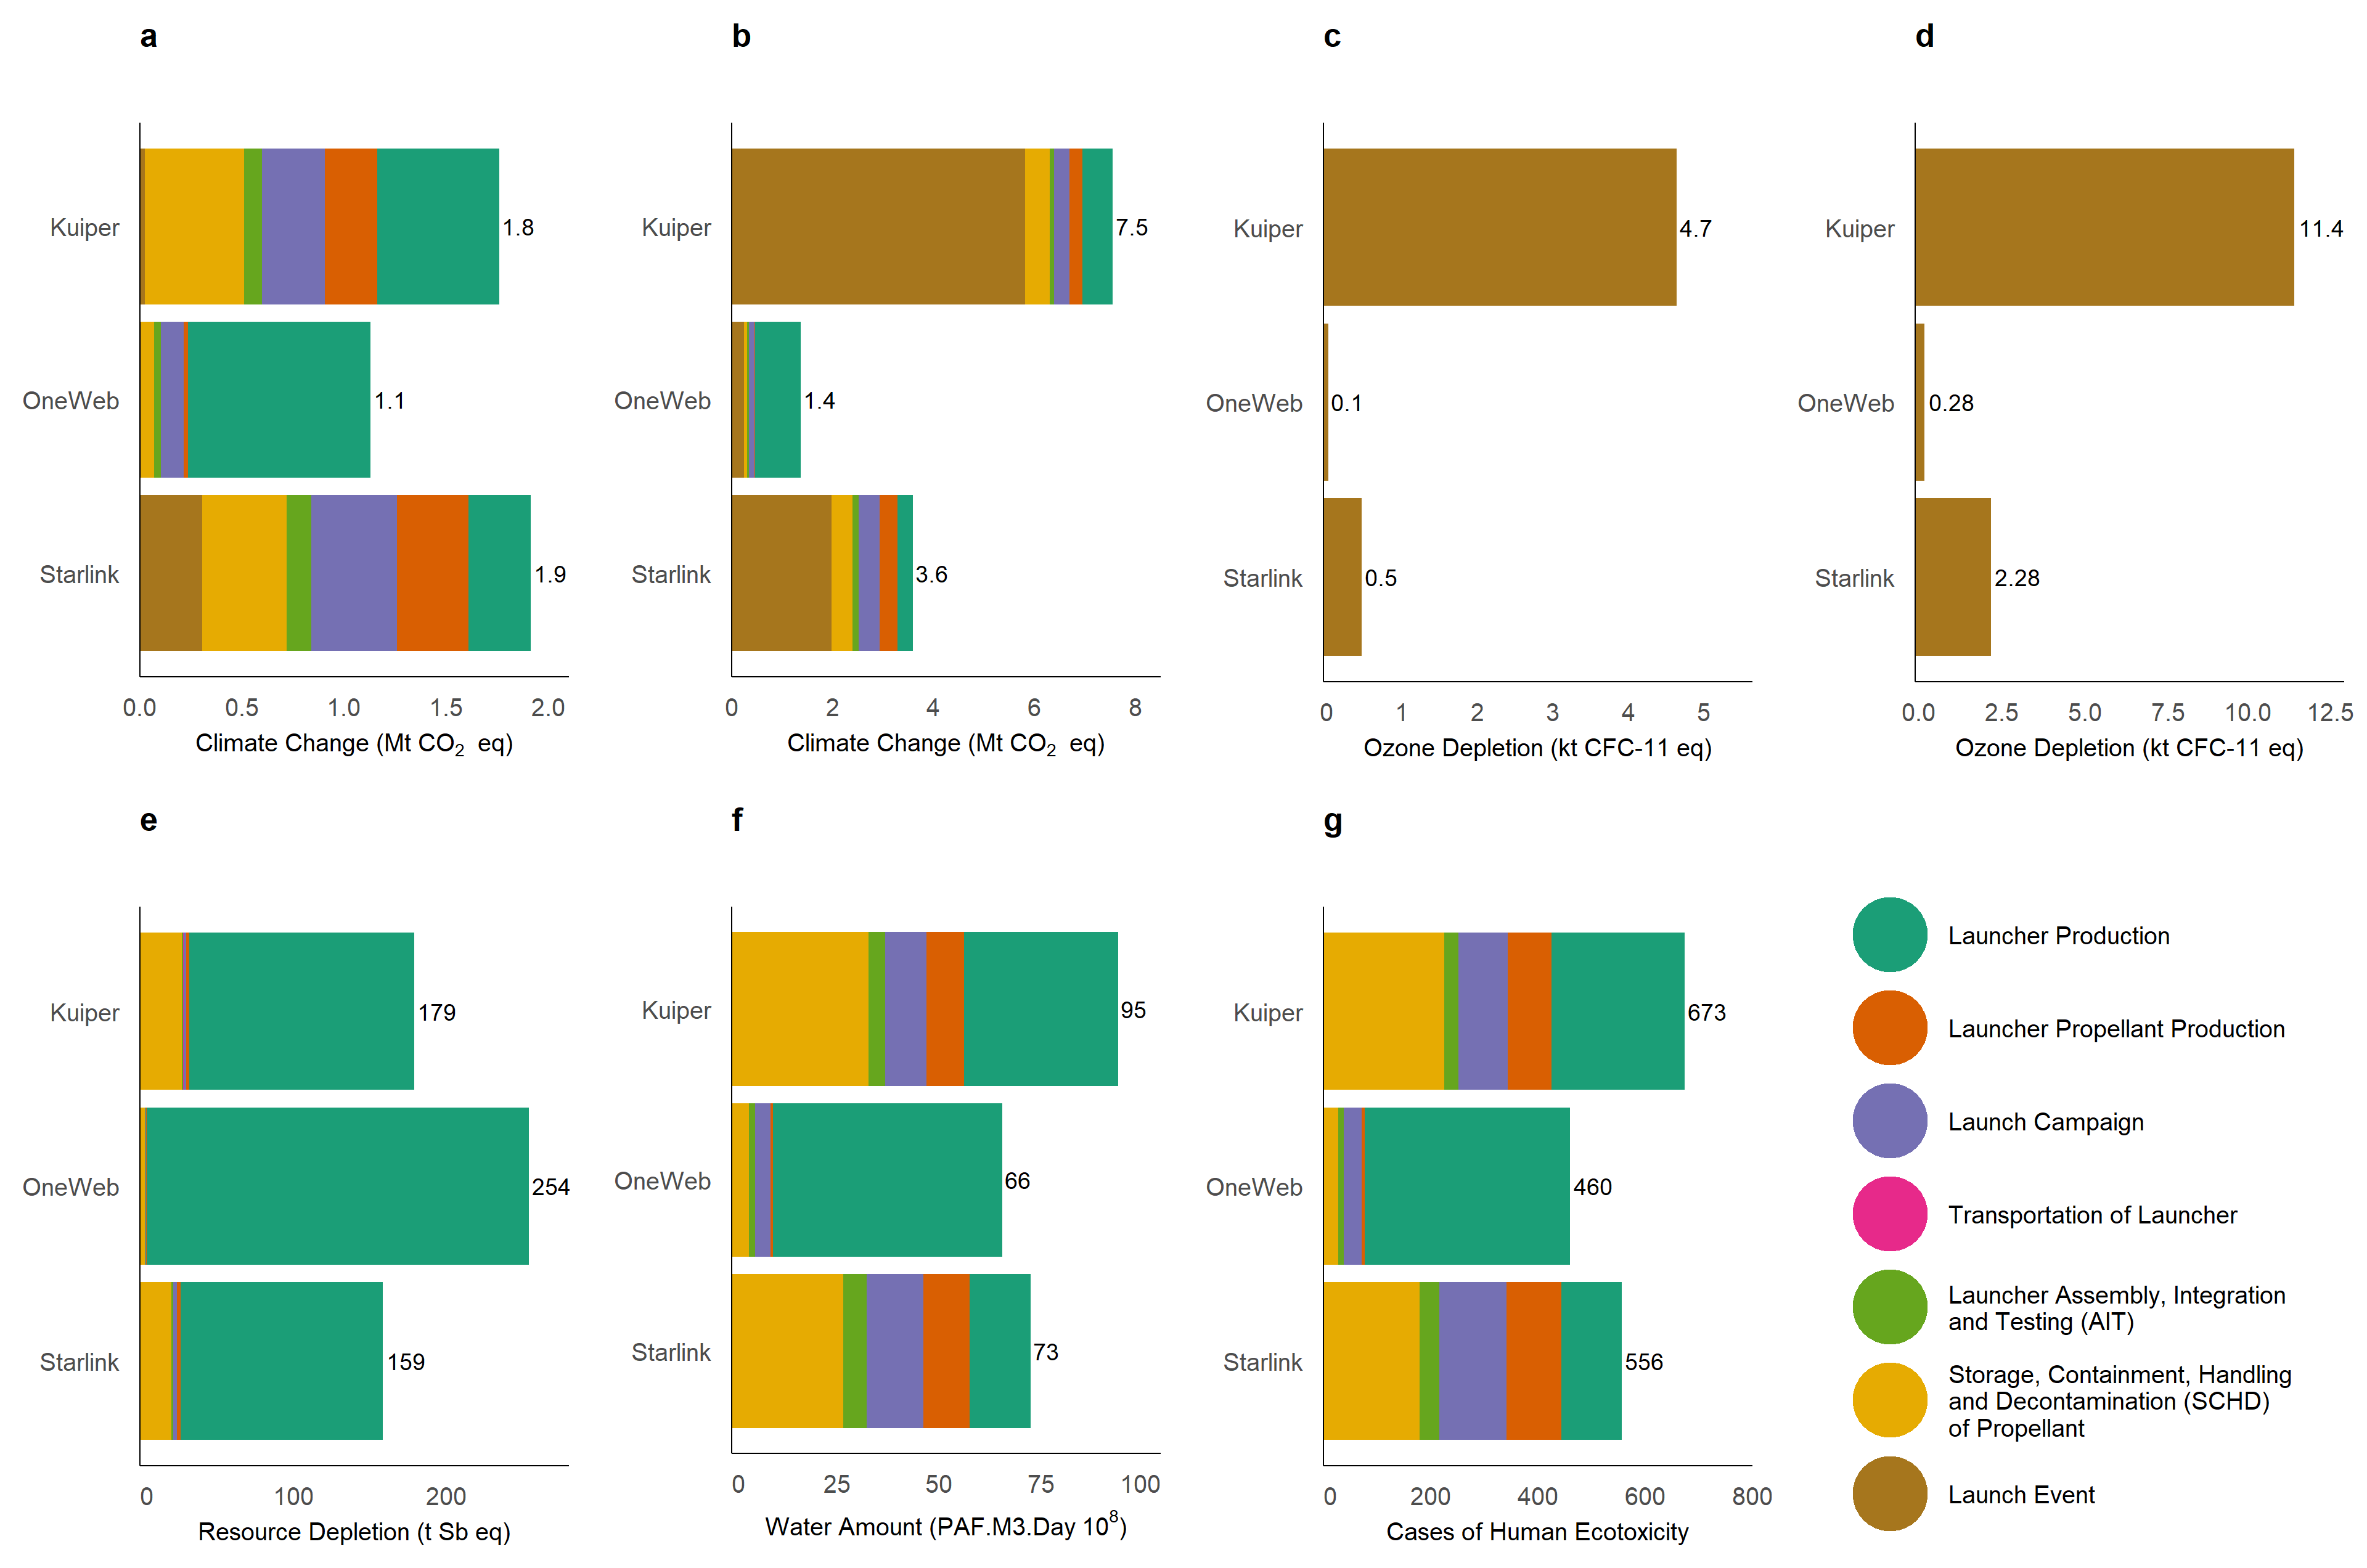 a
Kuiper
1.8
OneWeb
1.1
Starlink
1.9
0.0 0.5 1.0 1.5 2.0
Climate Change (Mt CO₂ eq)
b
Kuiper
7.5
OneWeb
1.4
Starlink
3.6
0 2 4 6 8
Climate Change (Mt CO₂ eq)
c
Kuiper
4.7
OneWeb
0.1
Starlink
0.5
0 1 2 3 4 5
Ozone Depletion (kt CFC-11 eq)
d
Kuiper
11.4
OneWeb
0.28
Starlink
2.28
0.0 2.5 5.0 7.5 10.0 12.5
Ozone Depletion (kt CFC-11 eq)
e
Kuiper
179
OneWeb
254
Starlink
159
0 100 200
Resource Depletion (t Sb eq)
f
Kuiper
95
OneWeb
66
Starlink
73
0 25 50 75 100
Water Amount (PAF.M3.Day 10⁸)
g
Kuiper
673
OneWeb
460
Starlink
556
0 200 400 600 800
Cases of Human Ecotoxicity
Launcher Production
Launcher Propellant Production
Launch Campaign
Transportation of Launcher
Launcher Assembly, Integration
and Testing (AIT)
Storage, Containment, Handling
and Decontamination (SCHD)
of Propellant
Launch Event